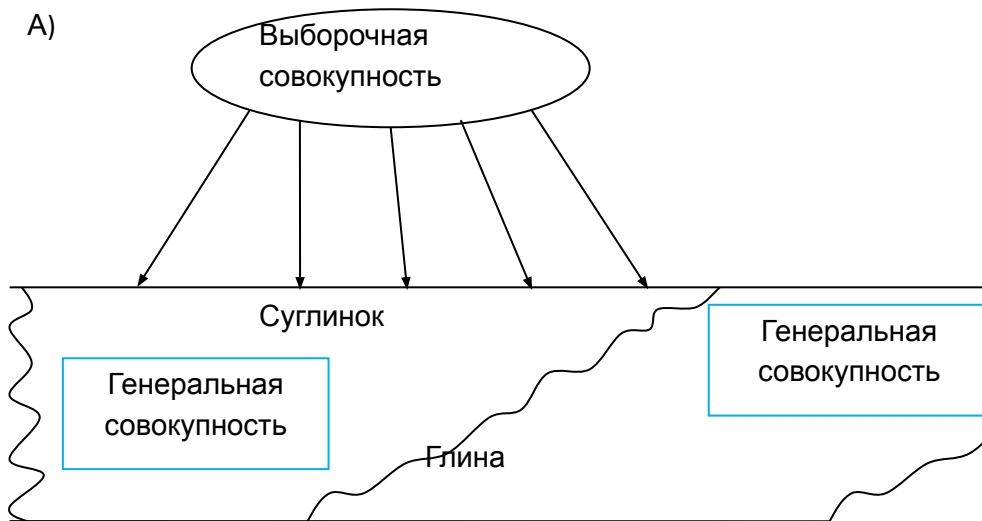 А)
Выборочная
совокупность
Суглинок
Генеральная
совокупность
Генеральная
совокупность
Глина